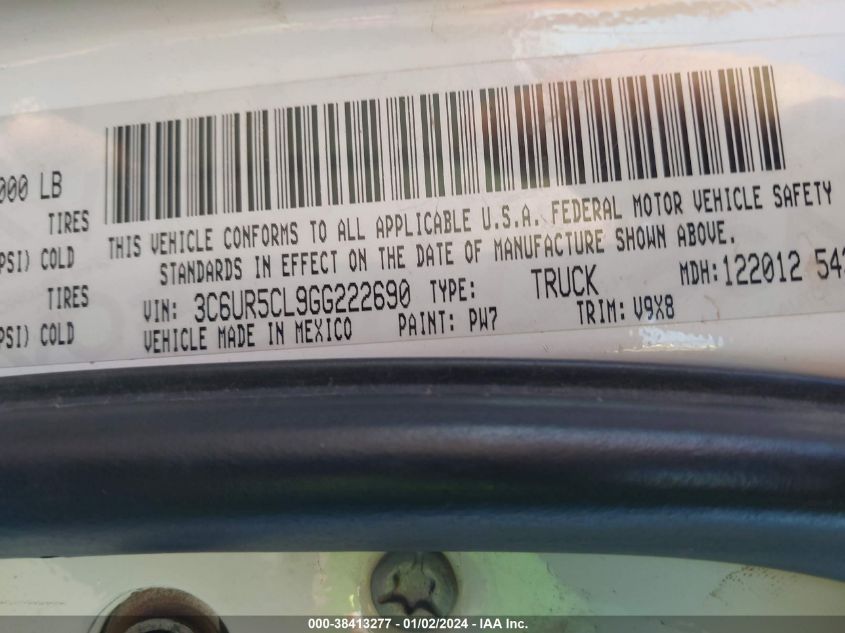 000 LB
TIRES
PSI) COLD
TIRES
PSI) COLD
THIS VEHICLE CONFORMS TO ALL APPLICABLE U.S.A. FEDERAL MOTOR VEHICLE SAFETY
STANDARDS IN EFFECT ON THE DATE OF MANUFACTURE SHOWN ABOVE.
VIN: 3C6UR5CL9GG222690 TYPE: TRUCK MDH:122012 543
VEHICLE MADE IN MEXICO PAINT: PW7 TRIM: V9X8
000-38413277 - 01/02/2024 - IAA Inc.